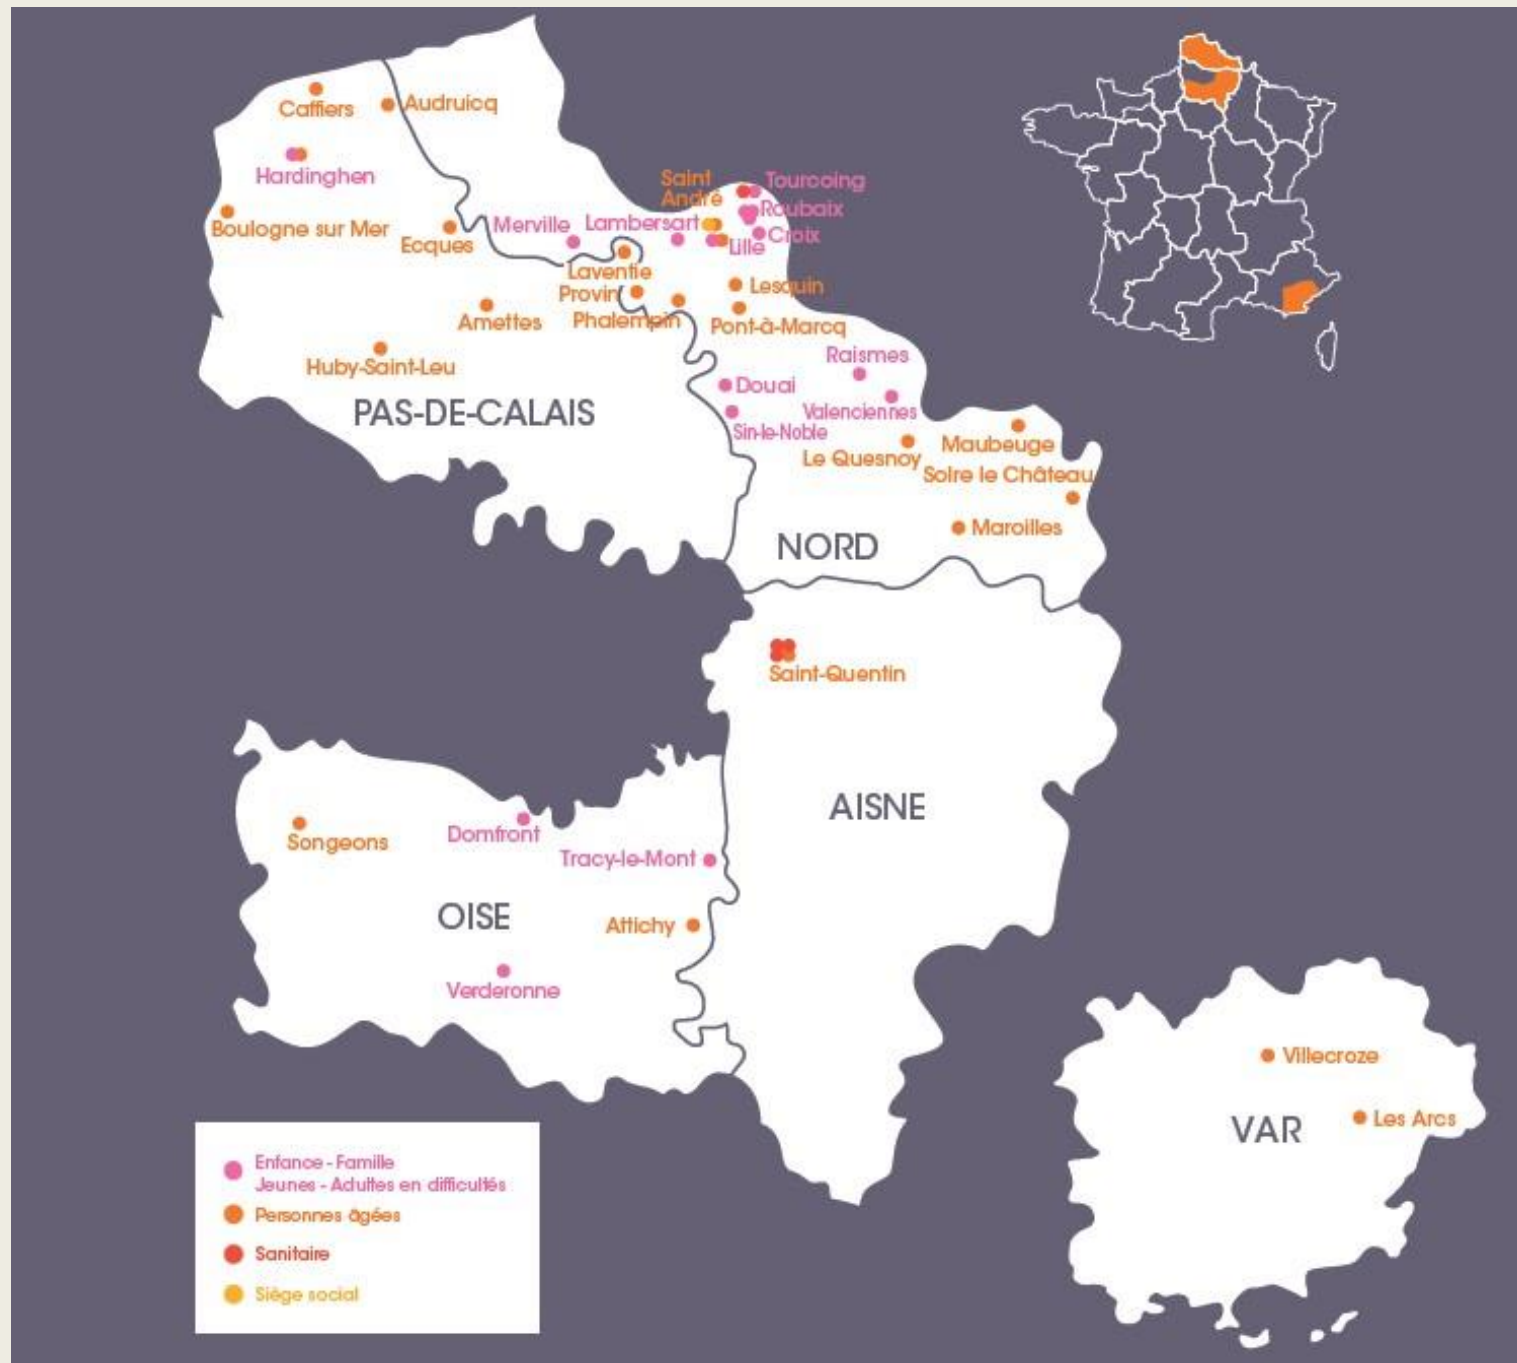 Caffiers
Audruicq
Hardinghen
Boulogne sur Mer
Ecques
Merville
Lambersart
Saint
André
Tourcoing
Roubaix
Croix
Lille
Laventie
Provin
Phalempin
Lesquin
Pont-à-Marcq
Amettes
Huby-Saint-Leu
PAS-DE-CALAIS
Raismes
Douai
Valenciennes
Sin-le-Noble
Le Quesnoy
Maubeuge
Solre le Château
Maroilles
NORD
Saint-Quentin
AISNE
Songeons
Domfront
Tracy-le-Mont
OISE
Attichy
Verderonne
Villecroze
Les Arcs
VAR
Enfance - Famille
Jeunes - Adultes en difficultés
Personnes âgées
Sanitaire
Siège social